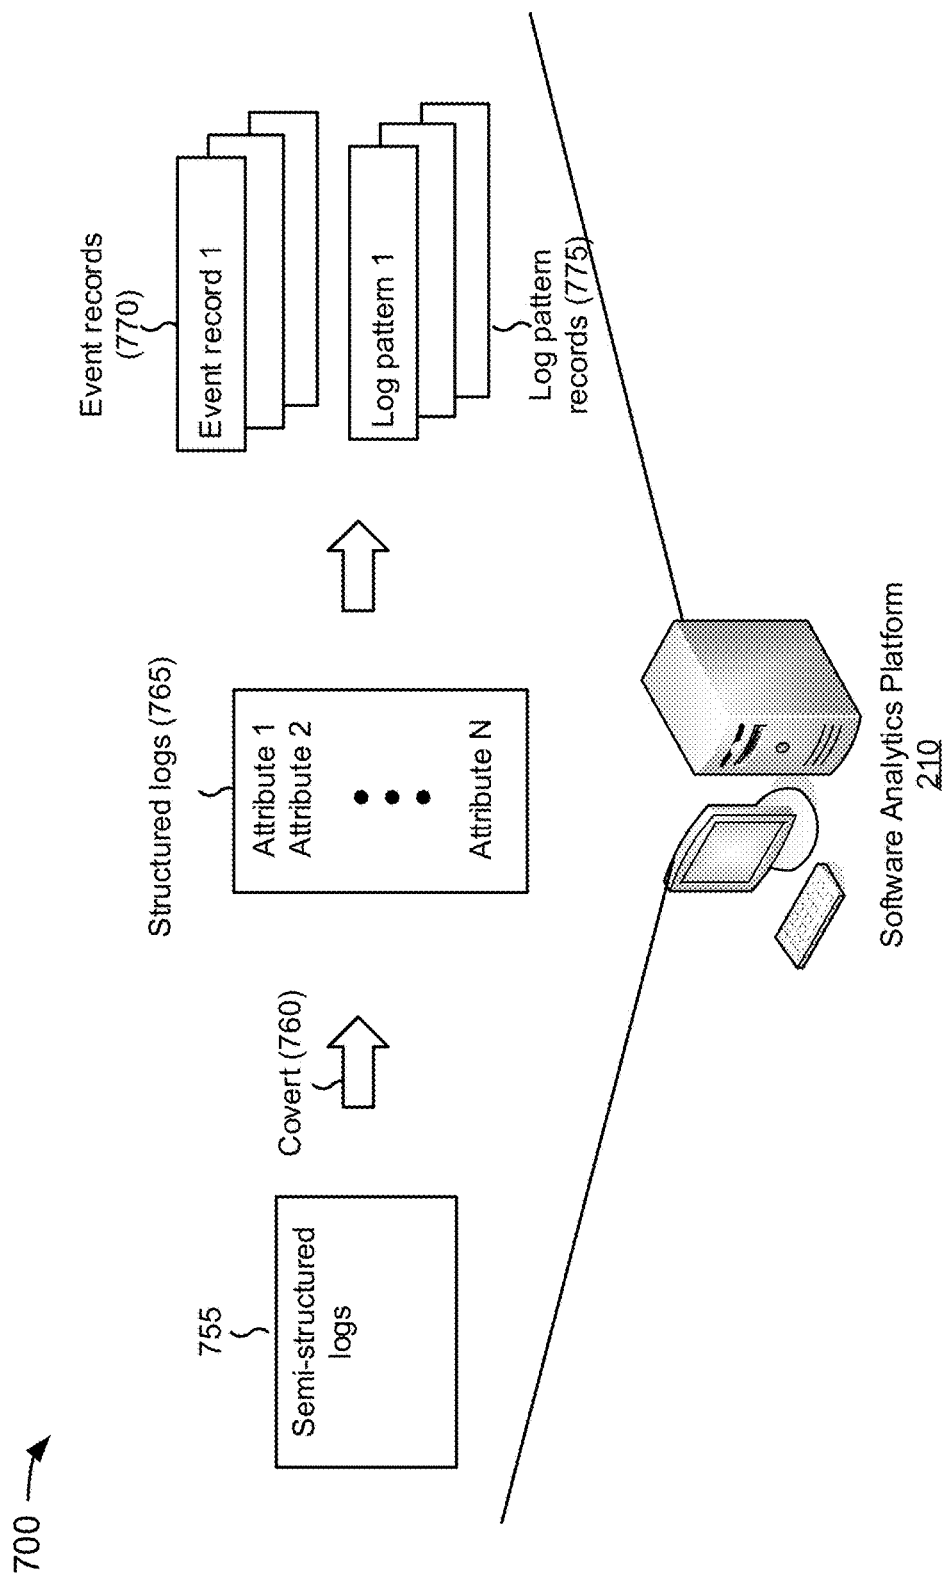 700
755
Semi-structured
logs
Covert (760)
Structured logs (765)
Attribute 1
Attribute 2
Attribute N
Event records
(770)
Event record 1
Log pattern 1
Log pattern
records (775)
Software Analytics Platform
210